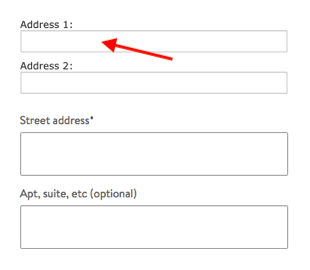 Address 1:
Address 2:
Street address*
Apt, suite, etc (optional)